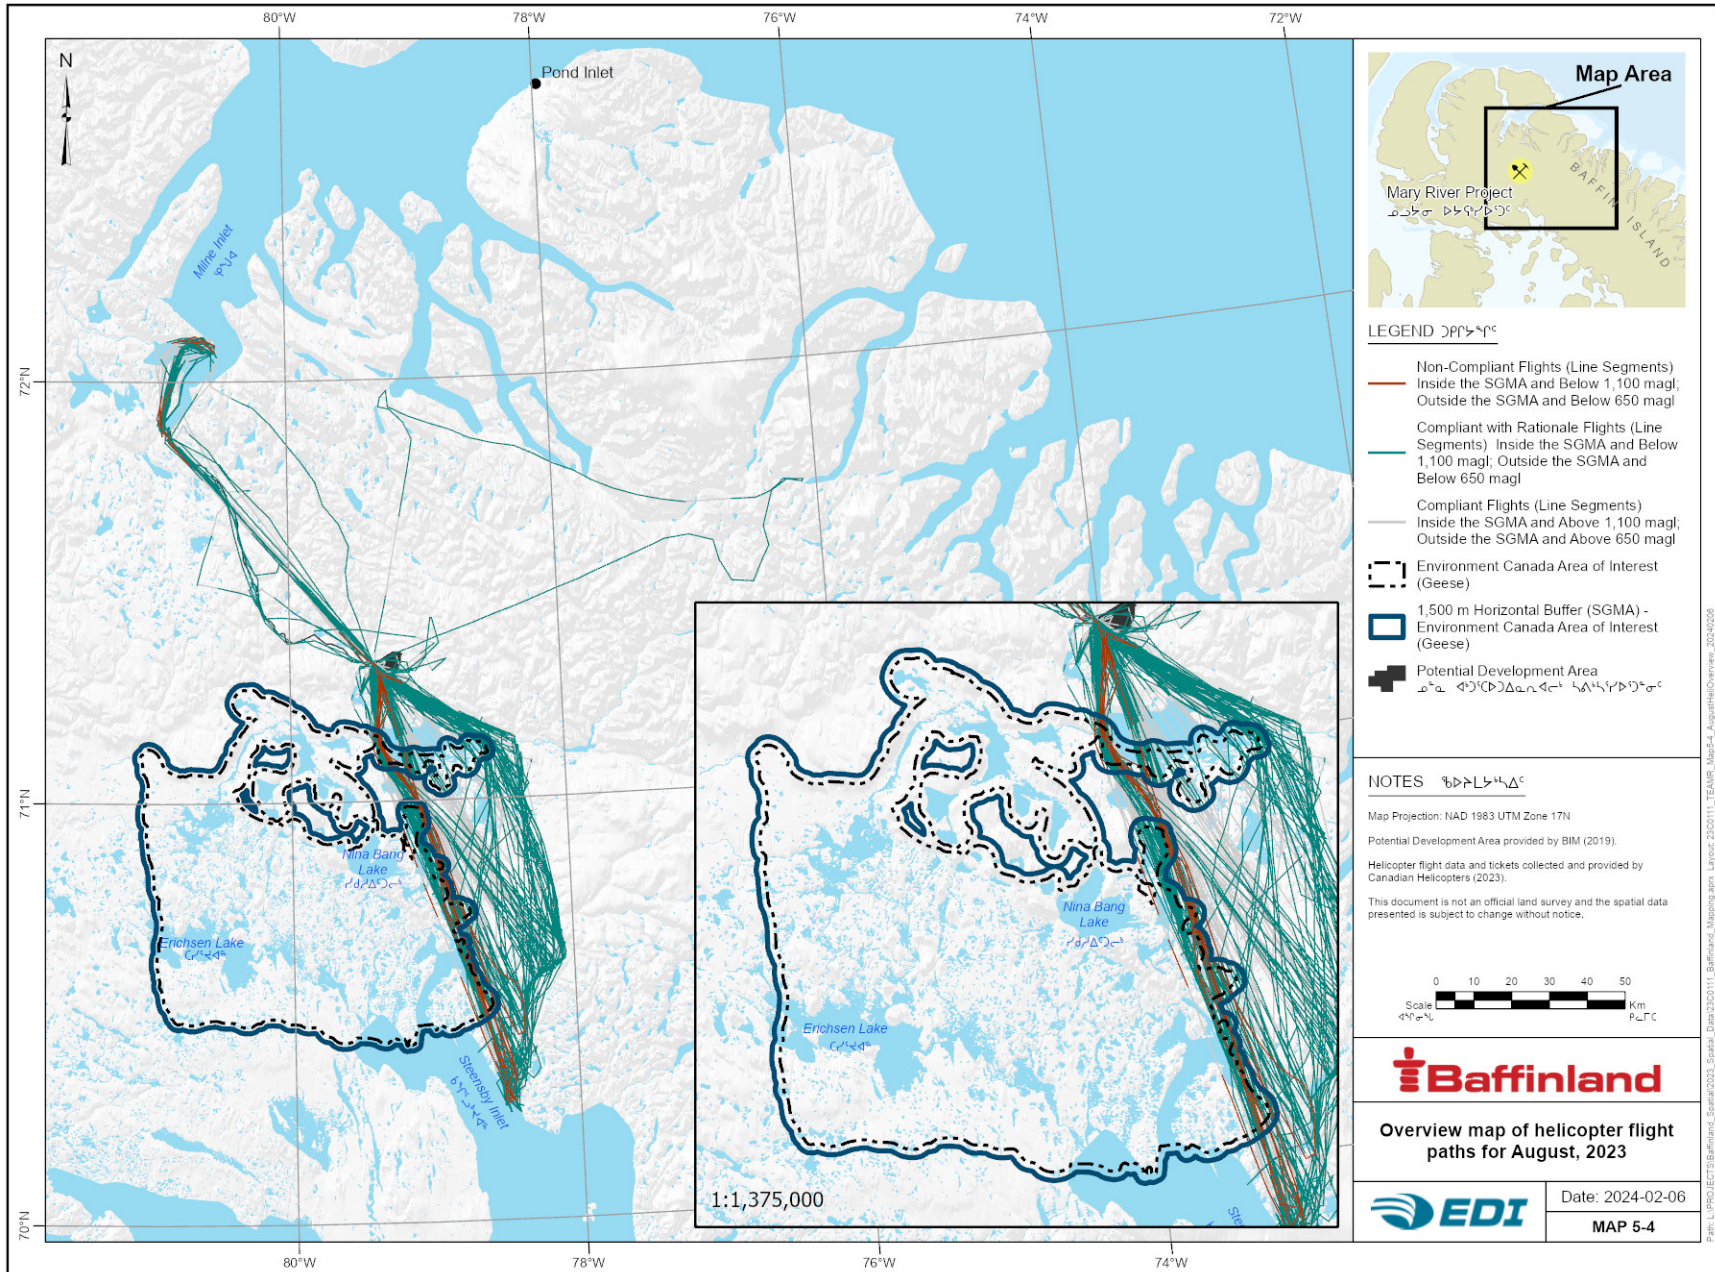 80°W
78°W
76°W
74°W
72°W
N
Pond Inlet
Milne Inlet
72°N
71°N
70°N
Nina Bang
Lake
Erichsen Lake
Steensby Inlet
Nina Bang
Lake
Erichsen Lake
1:1,375,000
80°W
78°W
76°W
74°W
Map Area
Mary River Project
BAFFIN ISLAND
LEGEND
Non-Compliant Flights (Line Segments)
Inside the SGMA and Below 1,100 magl;
Outside the SGMA and Below 650 magl
Compliant with Rationale Flights (Line
Segments) Inside the SGMA and Below
1,100 magl; Outside the SGMA and
Below 650 magl
Compliant Flights (Line Segments)
Inside the SGMA and Above 1,100 magl;
Outside the SGMA and Above 650 magl
Environment Canada Area of Interest
(Geese)
1,500 m Horizontal Buffer (SGMA) -
Environment Canada Area of Interest
(Geese)
Potential Development Area
NOTES
Map Projection: NAD 1983 UTM Zone 17N
Potential Development Area provided by BIM (2019).
Helicopter flight data and tickets collected and provided by
Canadian Helicopters (2023).
This document is not an official land survey and the spatial data
presented is subject to change without notice.
0 10 20 30 40 50
Scale
Km
Baffinland
Overview map of helicopter flight
paths for August, 2023
EDI
Date: 2024-02-06
MAP 5-4